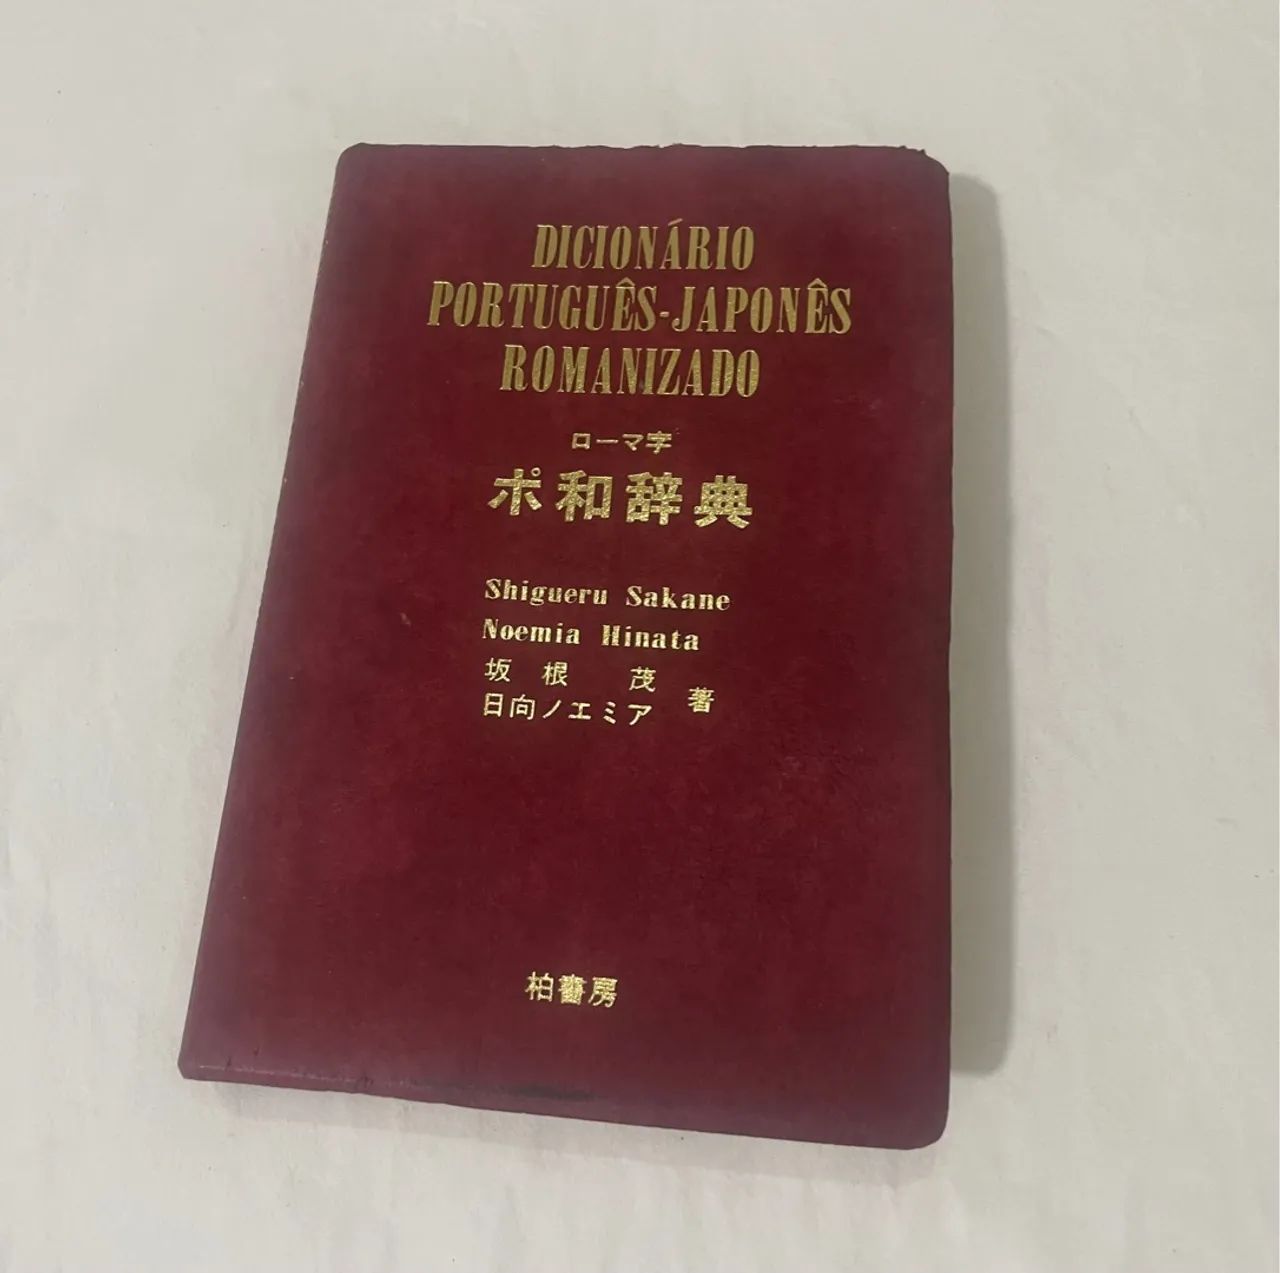 DICIONÁRIO
PORTUGUÊS-JAPONÊS
ROMANIZADO
ローマ字
ポ和辞典
Shigueru Sakane
Noemia Hinata
坂根 茂
日向ノエミア 著
柏書房